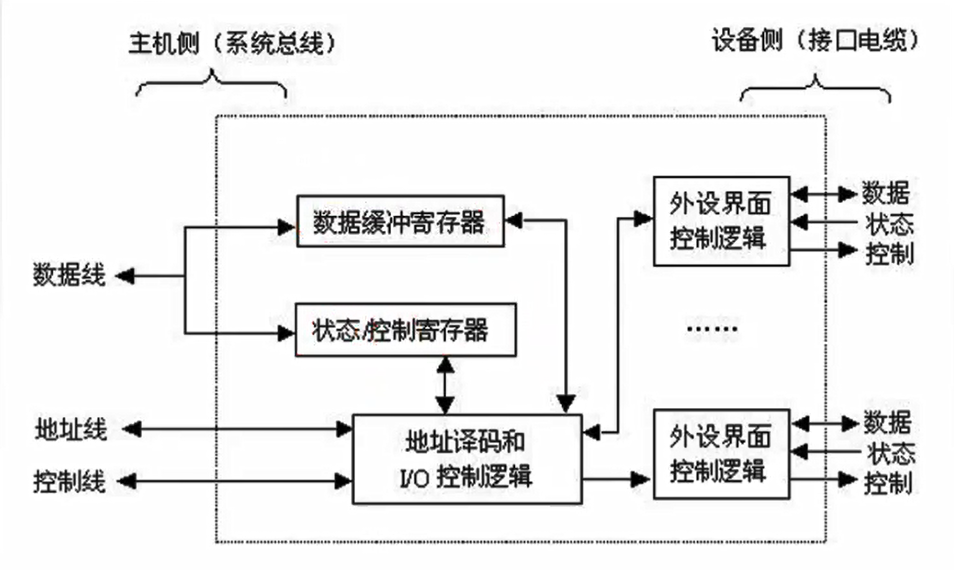 主机侧（系统总线）
设备侧（接口电缆）
数据缓冲寄存器
外设界面
控制逻辑
数据
状态
控制
数据线
状态/控制寄存器
……
地址线
控制线
地址译码和
I/O 控制逻辑
外设界面
控制逻辑
数据
状态
控制